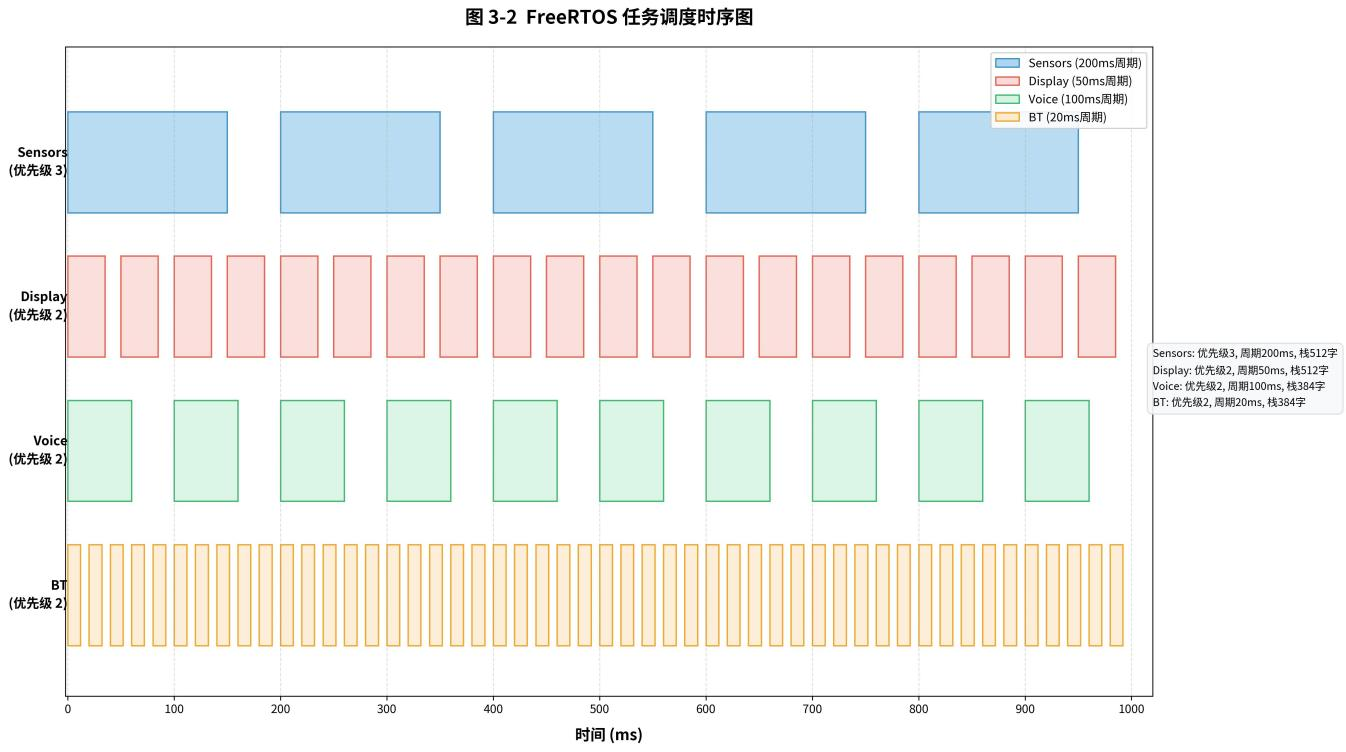 图 3-2  FreeRTOS 任务调度时序图
Sensors (200ms周期)
Display (50ms周期)
Voice (100ms周期)
BT (20ms周期)
Sensors
(优先级 3)
Display
(优先级 2)
Voice
(优先级 2)
BT
(优先级 2)
Sensors: 优先级3, 周期200ms, 栈512字
Display: 优先级2, 周期50ms, 栈512字
Voice: 优先级2, 周期100ms, 栈384字
BT: 优先级2, 周期20ms, 栈384字
0 100 200 300 400 500 600 700 800 900 1000
时间 (ms)